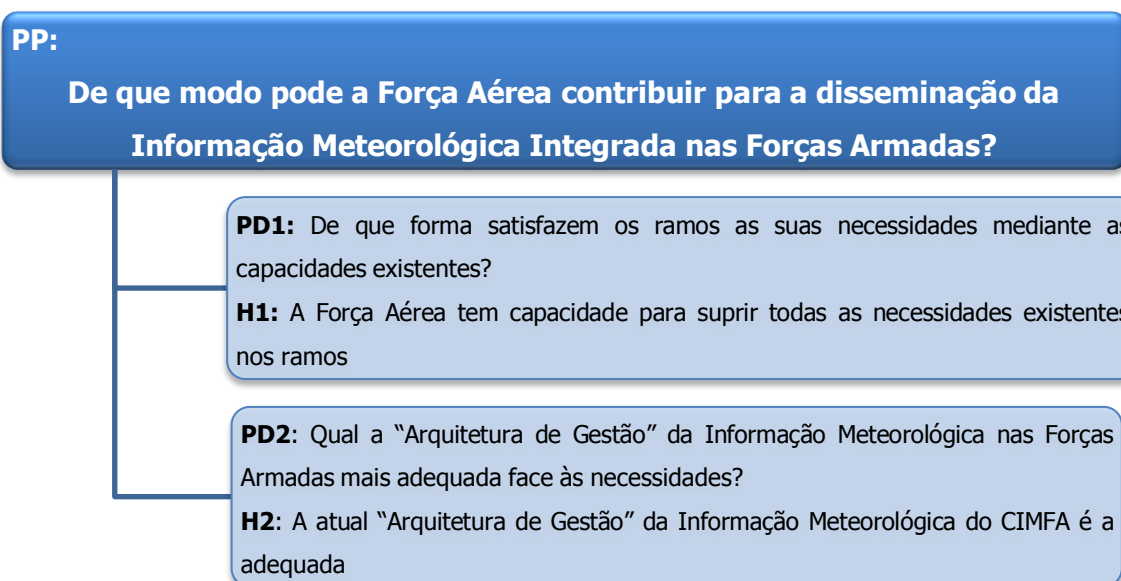 PP:
De que modo pode a Força Aérea contribuir para a disseminação da
Informação Meteorológica Integrada nas Forças Armadas?
PD1: De que forma satisfazem os ramos as suas necessidades mediante as
capacidades existentes?
H1: A Força Aérea tem capacidade para suprir todas as necessidades existentes
nos ramos
PD2: Qual a “Arquitetura de Gestão” da Informação Meteorológica nas Forças
Armadas mais adequada face às necessidades?
H2: A atual “Arquitetura de Gestão” da Informação Meteorológica do CIMFA é a
adequada